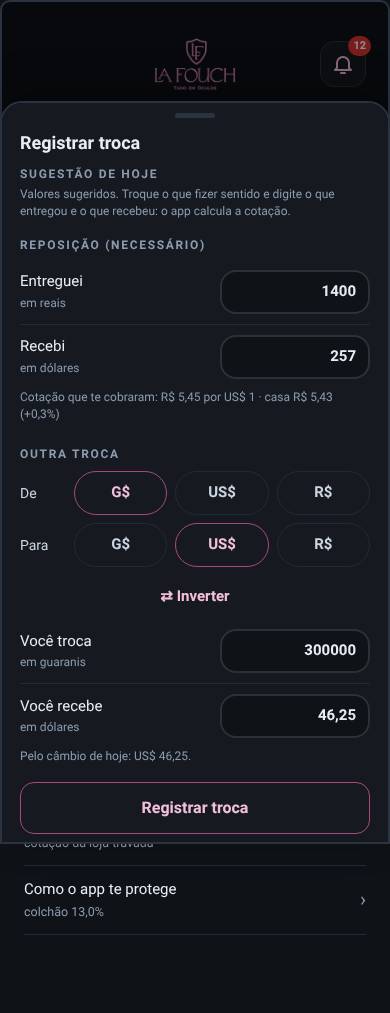 LA FOUCH
12
Registrar troca
SUGESTÃO DE HOJE
Valores sugeridos. Troque o que fizer sentido e digite o que
entregou e o que recebeu: o app calcula a cotação.
REPOSIÇÃO (NECESSÁRIO)
Entreguei
1400
em reais
Recebi
257
em dólares
Cotação que te cobraram: R$ 5,45 por US$ 1 · casa R$ 5,43
(+0,3%)
OUTRA TROCA
De G$ US$ R$
Para G$ US$ R$
⇄ Inverter
Você troca
300000
em guaranis
Você recebe
46,25
em dólares
Pelo câmbio de hoje: US$ 46,25.
Registrar troca
cotação da loja travada
Como o app te protege
colchão 13,0%
›